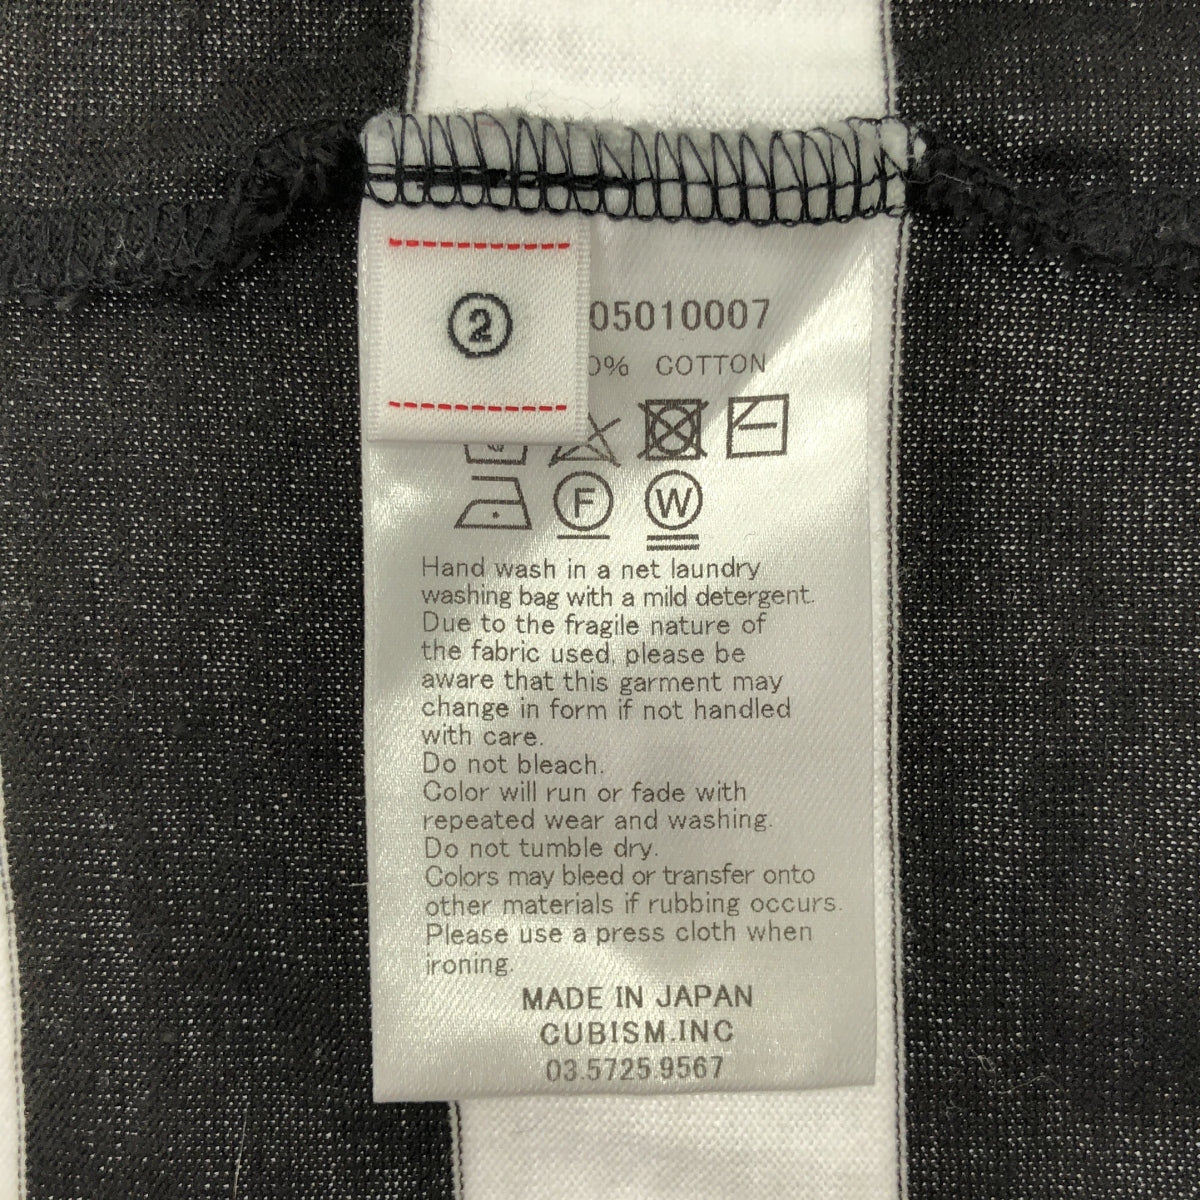 ②
05010007
0% COTTON
F W
Hand wash in a net laundry
washing bag with a mild detergent.
Due to the fragile nature of
the fabric used, please be
aware that this garment may
change in form if not handled
with care.
Do not bleach.
Color will run or fade with
repeated wear and washing.
Do not tumble dry.
Colors may bleed or transfer onto
other materials if rubbing occurs.
Please use a press cloth when
ironing.
MADE IN JAPAN
CUBISM.INC
03.5725.9567